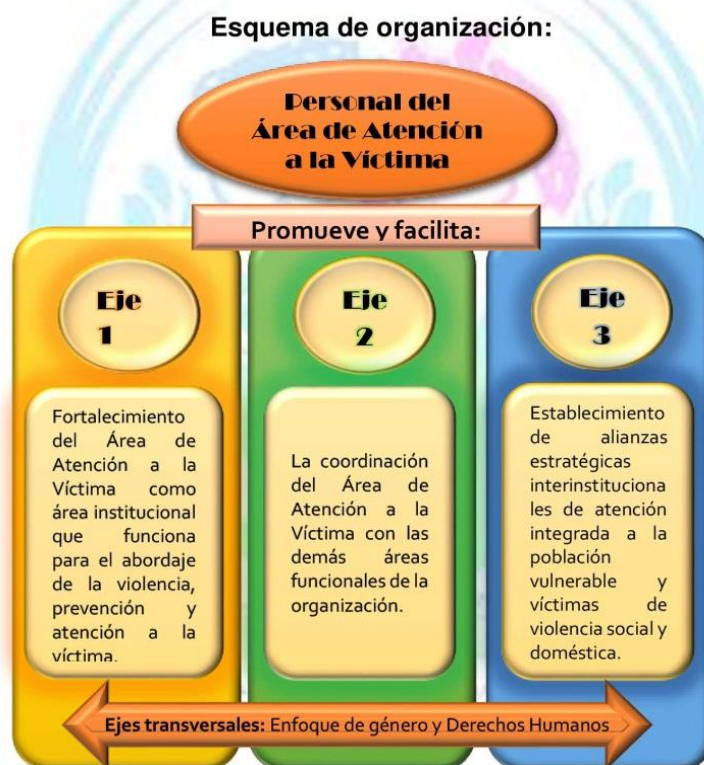 Esquema de organización:
Personal del
Área de Atención
a la Víctima
Promueve y facilita:
Eje
1
Fortalecimiento
del Área de
Atención a la
Víctima como
área institucional
que funciona
para el abordaje
de la violencia,
prevención y
atención a la
víctima.
Eje
2
La coordinación
del Área de
Atención a la
Víctima con las
demás áreas
funcionales de la
organización.
Eje
3
Establecimiento
de alianzas
estratégicas
interinstituciona
les de atención
integrada a la
población
vulnerable y
víctimas de
violencia social y
doméstica.
Ejes transversales: Enfoque de género y Derechos Humanos